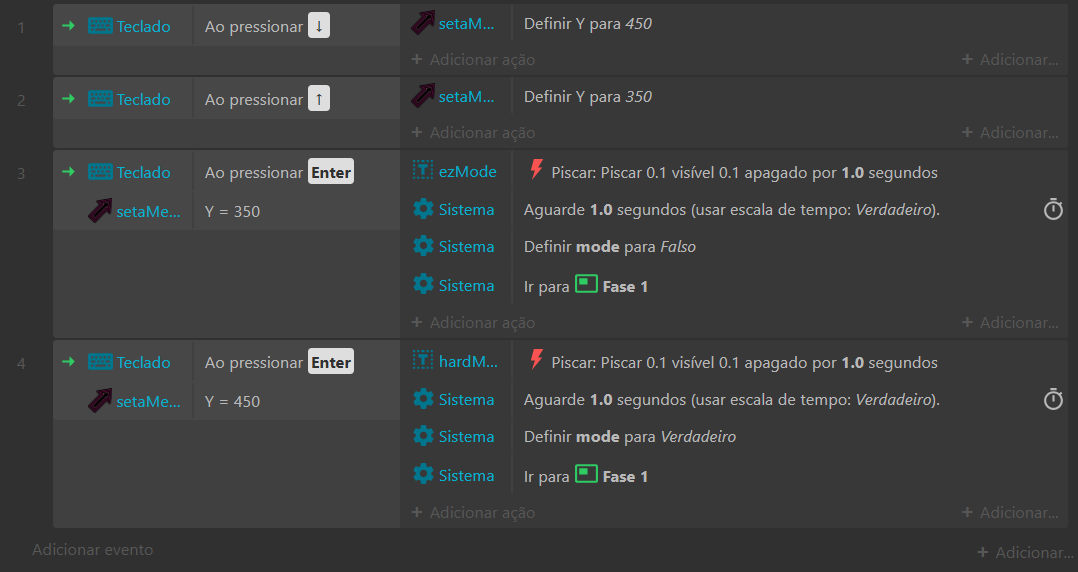 1 → Teclado Ao pressionar ↓ setaM... Definir Y para 450
+ Adicionar ação + Adicionar...
2 → Teclado Ao pressionar ↑ setaM... Definir Y para 350
+ Adicionar ação + Adicionar...
3 → Teclado Ao pressionar Enter ezMode Piscar: Piscar 0.1 visível 0.1 apagado por 1.0 segundos
setaMe... Y = 350 Sistema Aguarde 1.0 segundos (usar escala de tempo: Verdadeiro).
Sistema Definir mode para Falso
Sistema Ir para Fase 1
+ Adicionar ação + Adicionar...
4 → Teclado Ao pressionar Enter hardM... Piscar: Piscar 0.1 visível 0.1 apagado por 1.0 segundos
setaMe... Y = 450 Sistema Aguarde 1.0 segundos (usar escala de tempo: Verdadeiro).
Sistema Definir mode para Verdadeiro
Sistema Ir para Fase 1
+ Adicionar ação + Adicionar...
Adicionar evento + Adicionar...